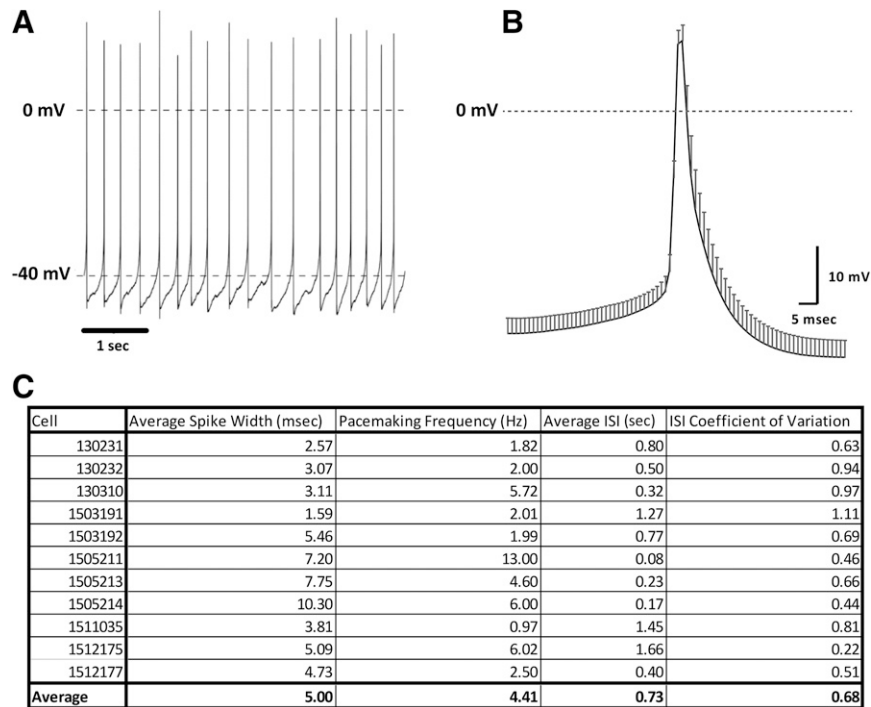 A
B
0 mV
0 mV
-40 mV
10 mV
5 msec
1 sec
C
Cell Average Spike Width (msec) Pacemaking Frequency (Hz) Average ISI (sec) ISI Coefficient of Variation
130231 2.57 1.82 0.80 0.63
130232 3.07 2.00 0.50 0.94
130310 3.11 5.72 0.32 0.97
1503191 1.59 2.01 1.27 1.11
1503192 5.46 1.99 0.77 0.69
1505211 7.20 13.00 0.08 0.46
1505213 7.75 4.60 0.23 0.66
1505214 10.30 6.00 0.17 0.44
1511035 3.81 0.97 1.45 0.81
1512175 5.09 6.02 1.66 0.22
1512177 4.73 2.50 0.40 0.51
Average 5.00 4.41 0.73 0.68